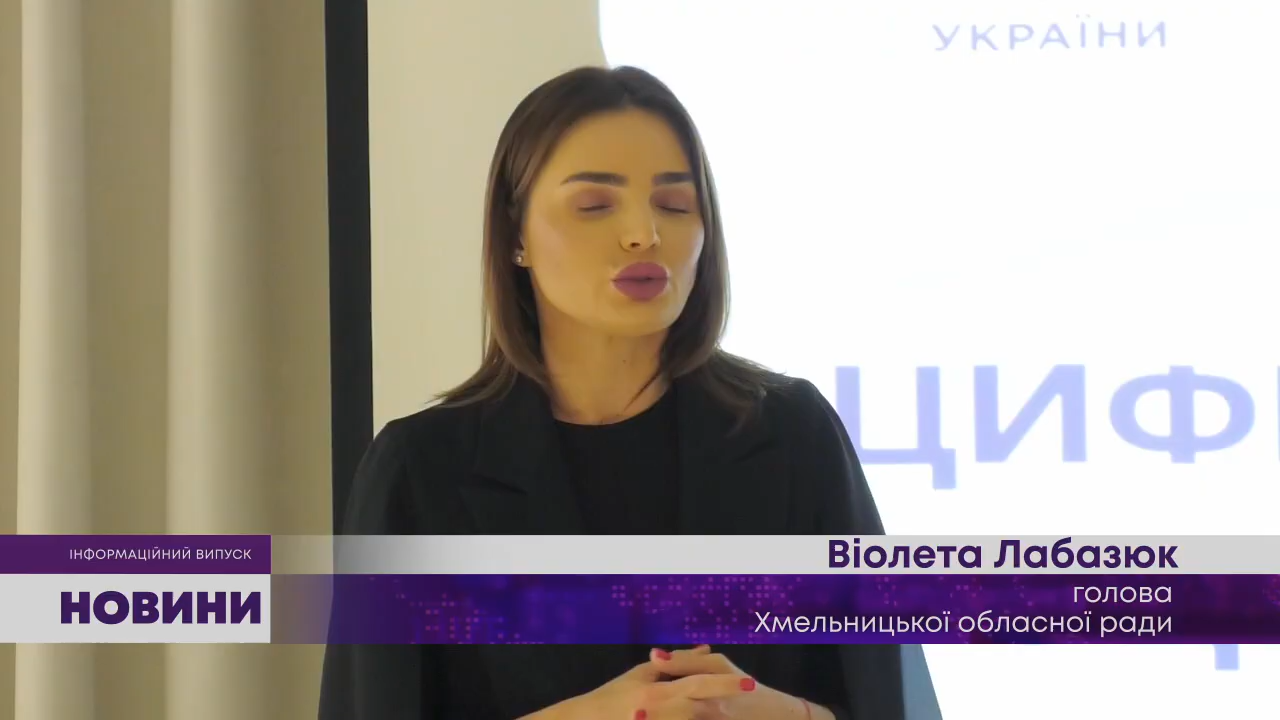 УКРАЇНИ
ЦИФ
ІНФОРМАЦІЙНИЙ ВИПУСК
НОВИНИ
Віолета Лабазюк
голова
Хмельницької обласної ради